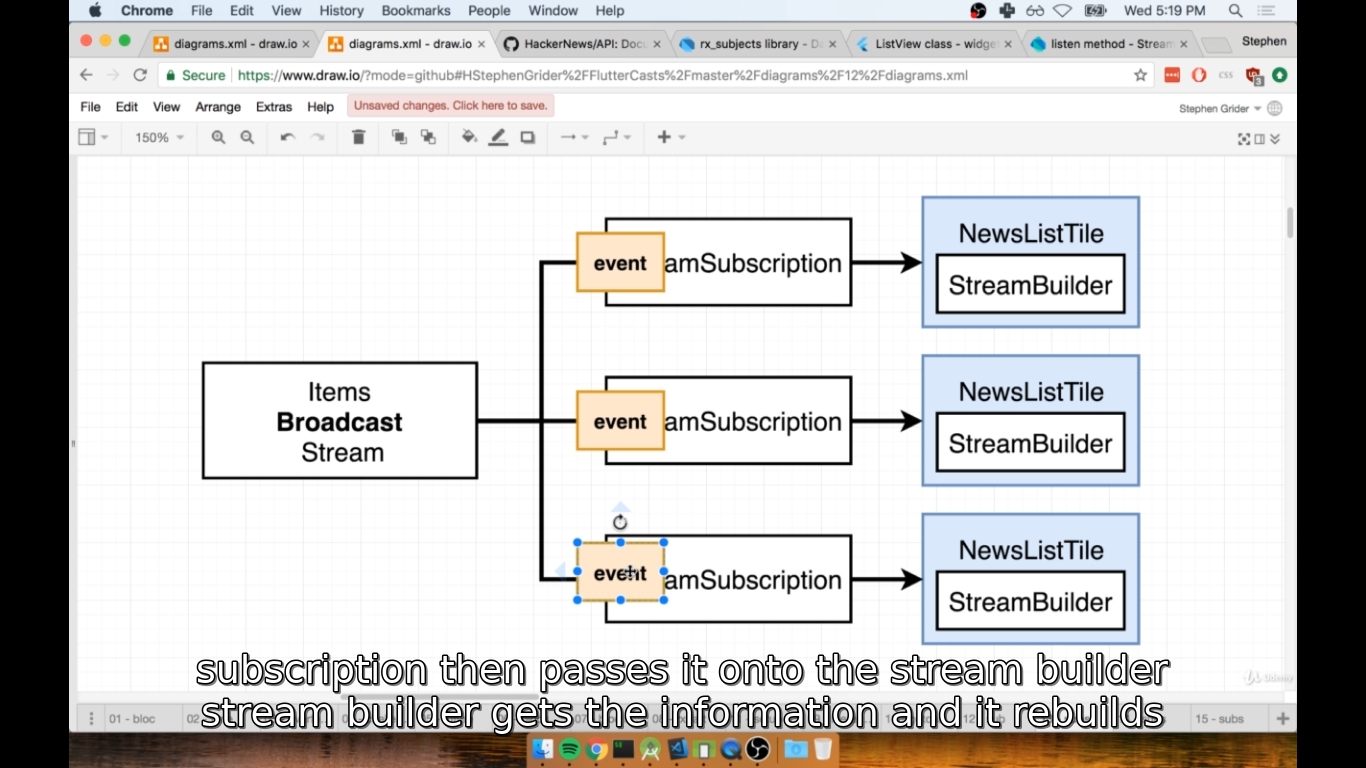 Chrome File Edit View History Bookmarks People Window Help Wed 5:19 PM
diagrams.xml - draw.io diagrams.xml - draw.io HackerNews/API: Docu rx_subjects library - D ListView class - widge listen method - Stream Stephen
Secure https://www.draw.io/?mode=github#HStephenGrider%2FFlutterCasts%2Fmaster%2Fdiagrams%2F12%2Fdiagrams.xml
File Edit View Arrange Extras Help Unsaved changes. Click here to save. Stephen Grider
150%
NewsListTile
event amSubscription
StreamBuilder
NewsListTile
Items
Broadcast
Stream
event amSubscription
StreamBuilder
NewsListTile
event amSubscription
StreamBuilder
subscription then passes it onto the stream builder
stream builder gets the information and it rebuilds
Udemy
01 - bloc 02 15 - subs